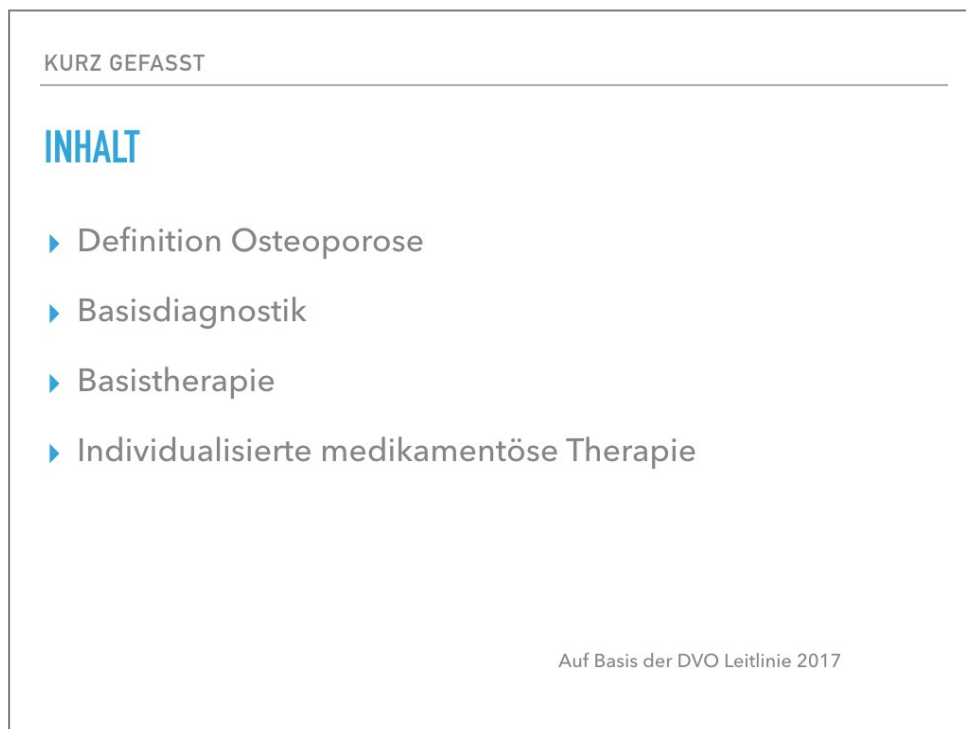 KURZ GEFASST
INHALT
Definition Osteoporose
Basisdiagnostik
Basistherapie
Individualisierte medikamentöse Therapie
Auf Basis der DVO Leitlinie 2017